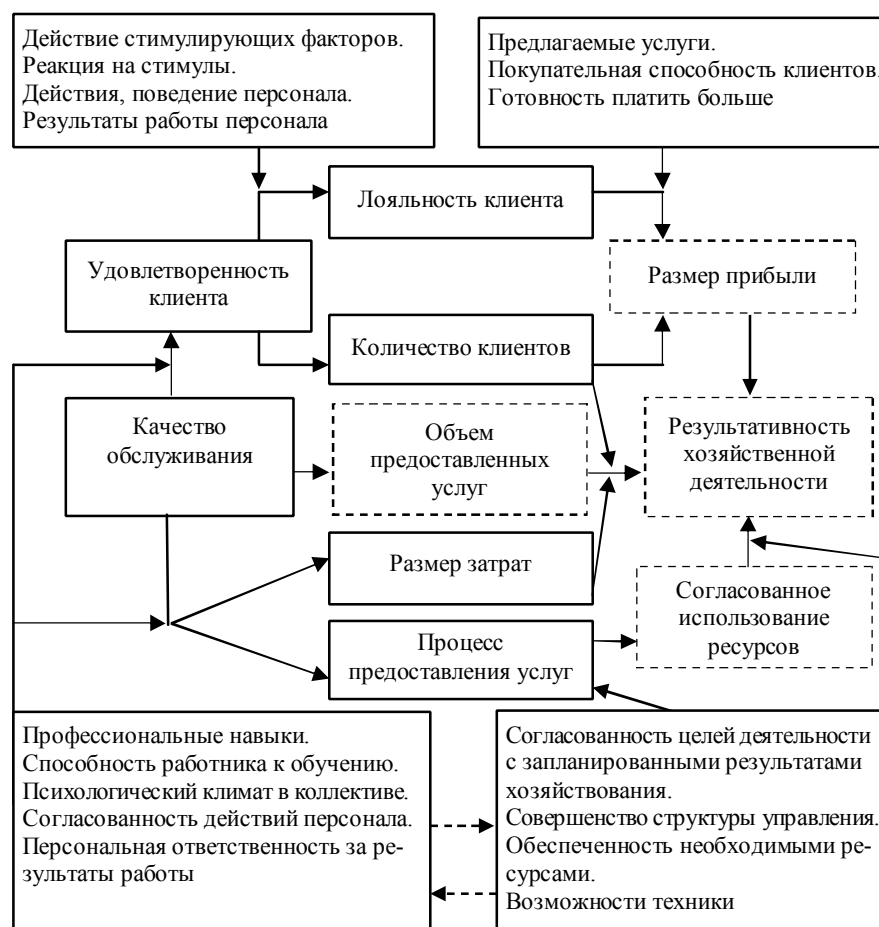 Действие стимулирующих факторов.
Реакция на стимулы.
Действия, поведение персонала.
Результаты работы персонала
Предлагаемые услуги.
Покупательная способность клиентов.
Готовность платить больше
Лояльность клиента
Удовлетворенность
клиента
Размер прибыли
Количество клиентов
Качество
обслуживания
Объем
предоставленных
услуг
Результативность
хозяйственной
деятельности
Размер затрат
Согласованное
использование
ресурсов
Процесс
предоставления услуг
Профессиональные навыки.
Способность работника к обучению.
Психологический климат в коллективе.
Согласованность действий персонала.
Персональная ответственность за ре-
зультаты работы
Согласованность целей деятельности
с запланированными результатами
хозяйствования.
Совершенство структуры управления.
Обеспеченность необходимыми ре-
сурсами.
Возможности техники